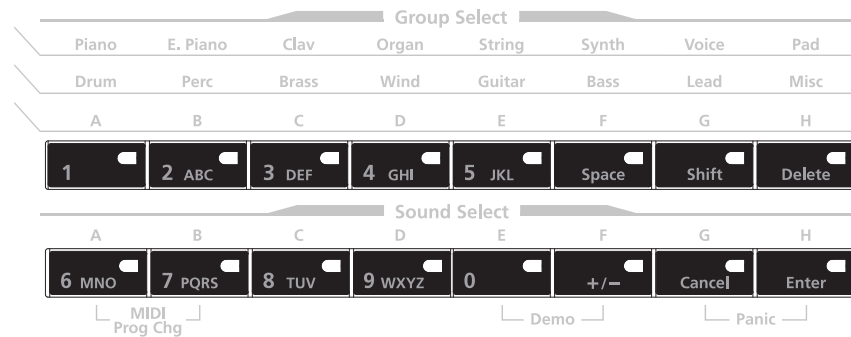 Group Select
Piano E. Piano Clav Organ String Synth Voice Pad
Drum Perc Brass Wind Guitar Bass Lead Misc
A B C D E F G H
1 2 ABC 3 DEF 4 GHI 5 JKL Space Shift Delete
Sound Select
A B C D E F G H
6 MNO 7 PQRS 8 TUV 9 WXYZ 0 +/− Cancel Enter
MIDI Demo Panic
Prog Chg